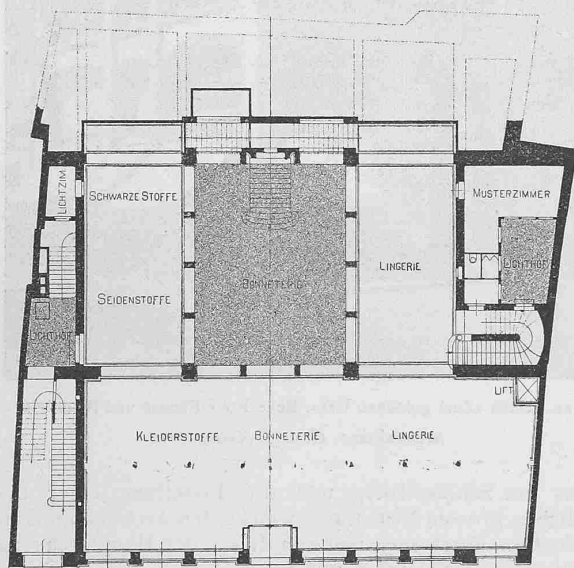 LICHTZIM.
SCHWARZE STOFFE
MUSTERZIMMER
LINGERIE
LICHTHOF
BONNETERIE
SEIDENSTOFFE
LICHTHOF
LIFT
KLEIDERSTOFFE BONNETERIE LINGERIE